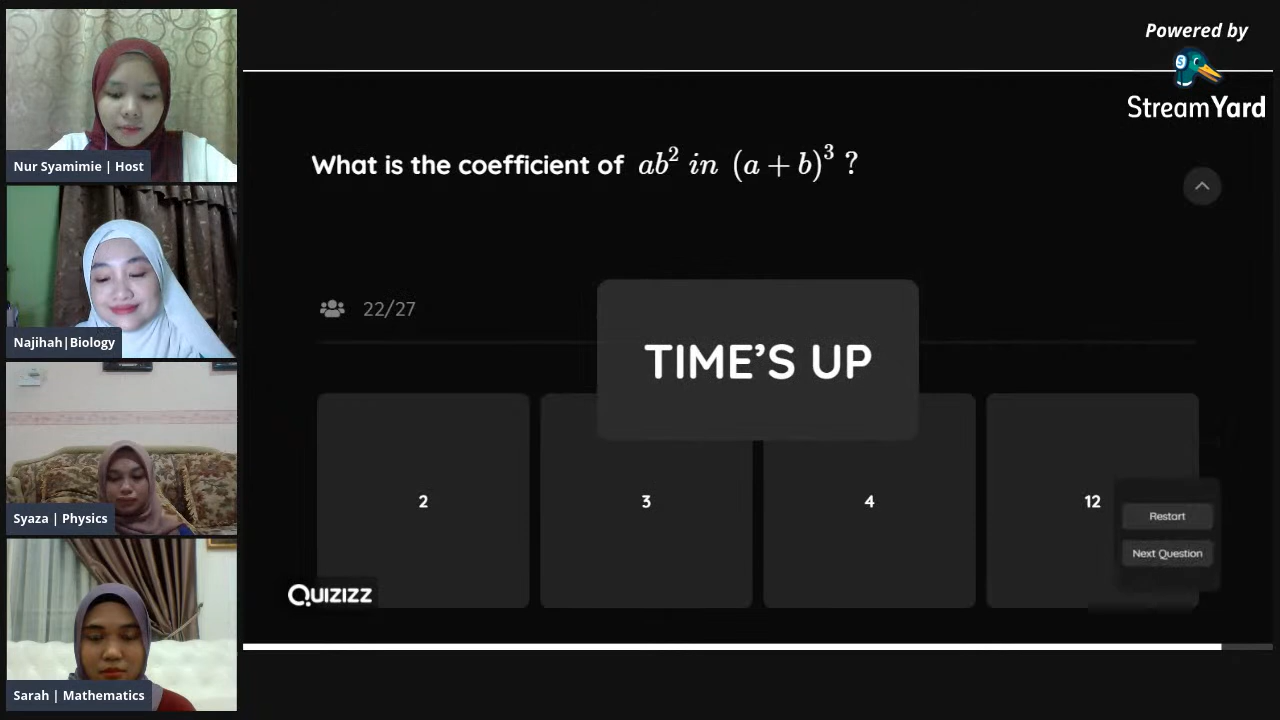 Powered by
StreamYard
Nur Syamimie | Host
Najihah|Biology
Syaza | Physics
Sarah | Mathematics
What is the coefficient of ab² in (a + b)³ ?
22/27
TIME'S UP
2
3
4
12
Restart
Next Question
QUIZIZZ